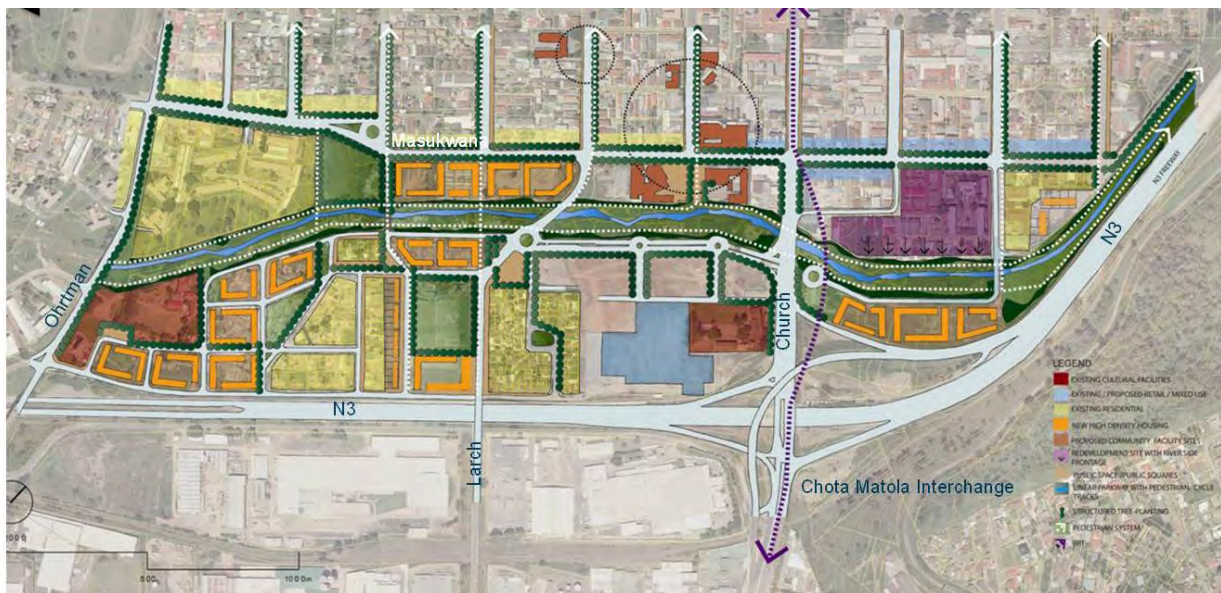 Masukwana
N3 FREEWAY
N3
Ohrtman
Church
LEGEND
EXISTING CULTURAL FACILITIES
EXISTING / PROPOSED RETAIL / MIXED USE
EXISTING RESIDENTIAL
N3
NEW HIGH DENSITY HOUSING
PROPOSED COMMUNITY FACILITY SITES
REDEVELOPMENT SITE WITH RIVER SIDE
FRONTAGE
PUBLIC SPACE/PUBLIC SQUARES
Larch
Chota Matola Interchange
LINEAR PARKWAY WITH PEDESTRIAN/CYCLE
STRUCTURED TREE-PLANTING
PEDESTRIAN SYSTEM
500
1000m